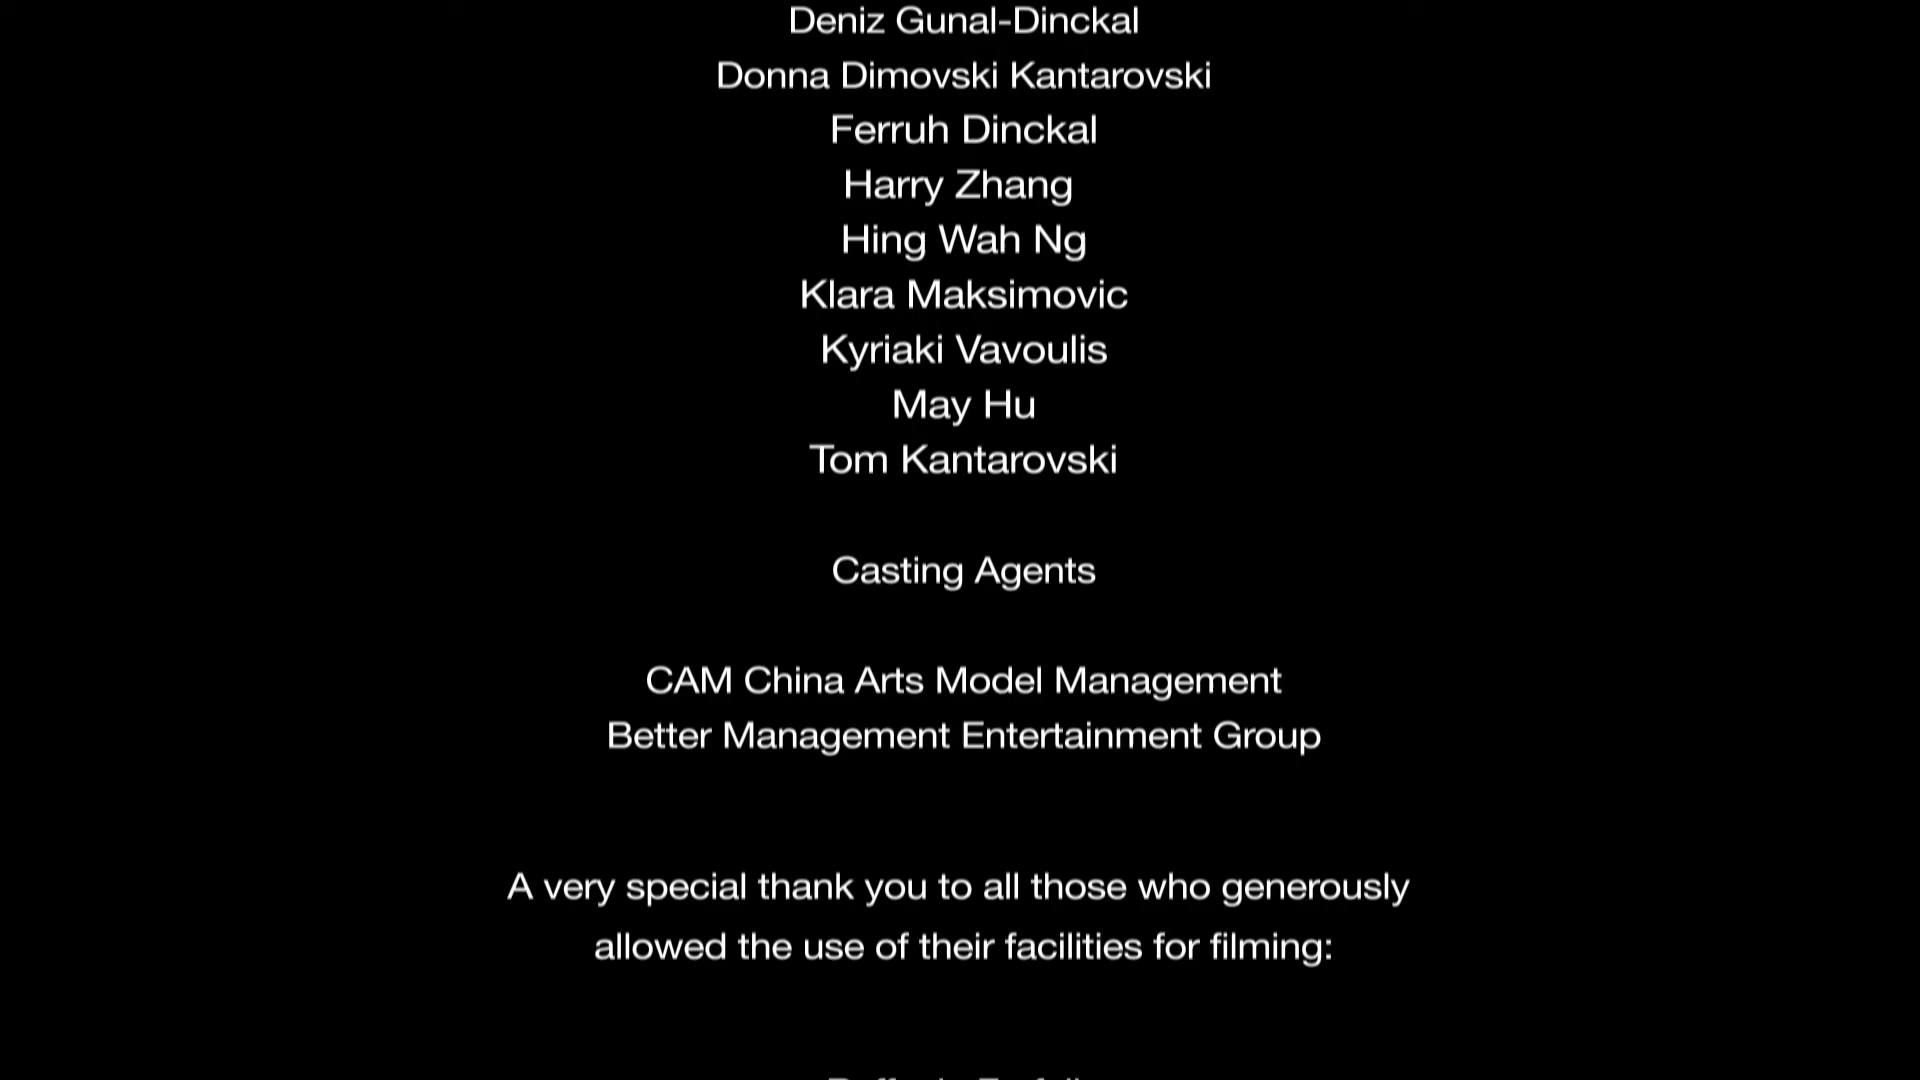 Deniz Gunal-Dinckal
Donna Dimovski Kantarovski
Ferruh Dinckal
Harry Zhang
Hing Wah Ng
Klara Maksimovic
Kyriaki Vavoulis
May Hu
Tom Kantarovski
Casting Agents
CAM China Arts Model Management
Better Management Entertainment Group
A very special thank you to all those who generously
allowed the use of their facilities for filming: